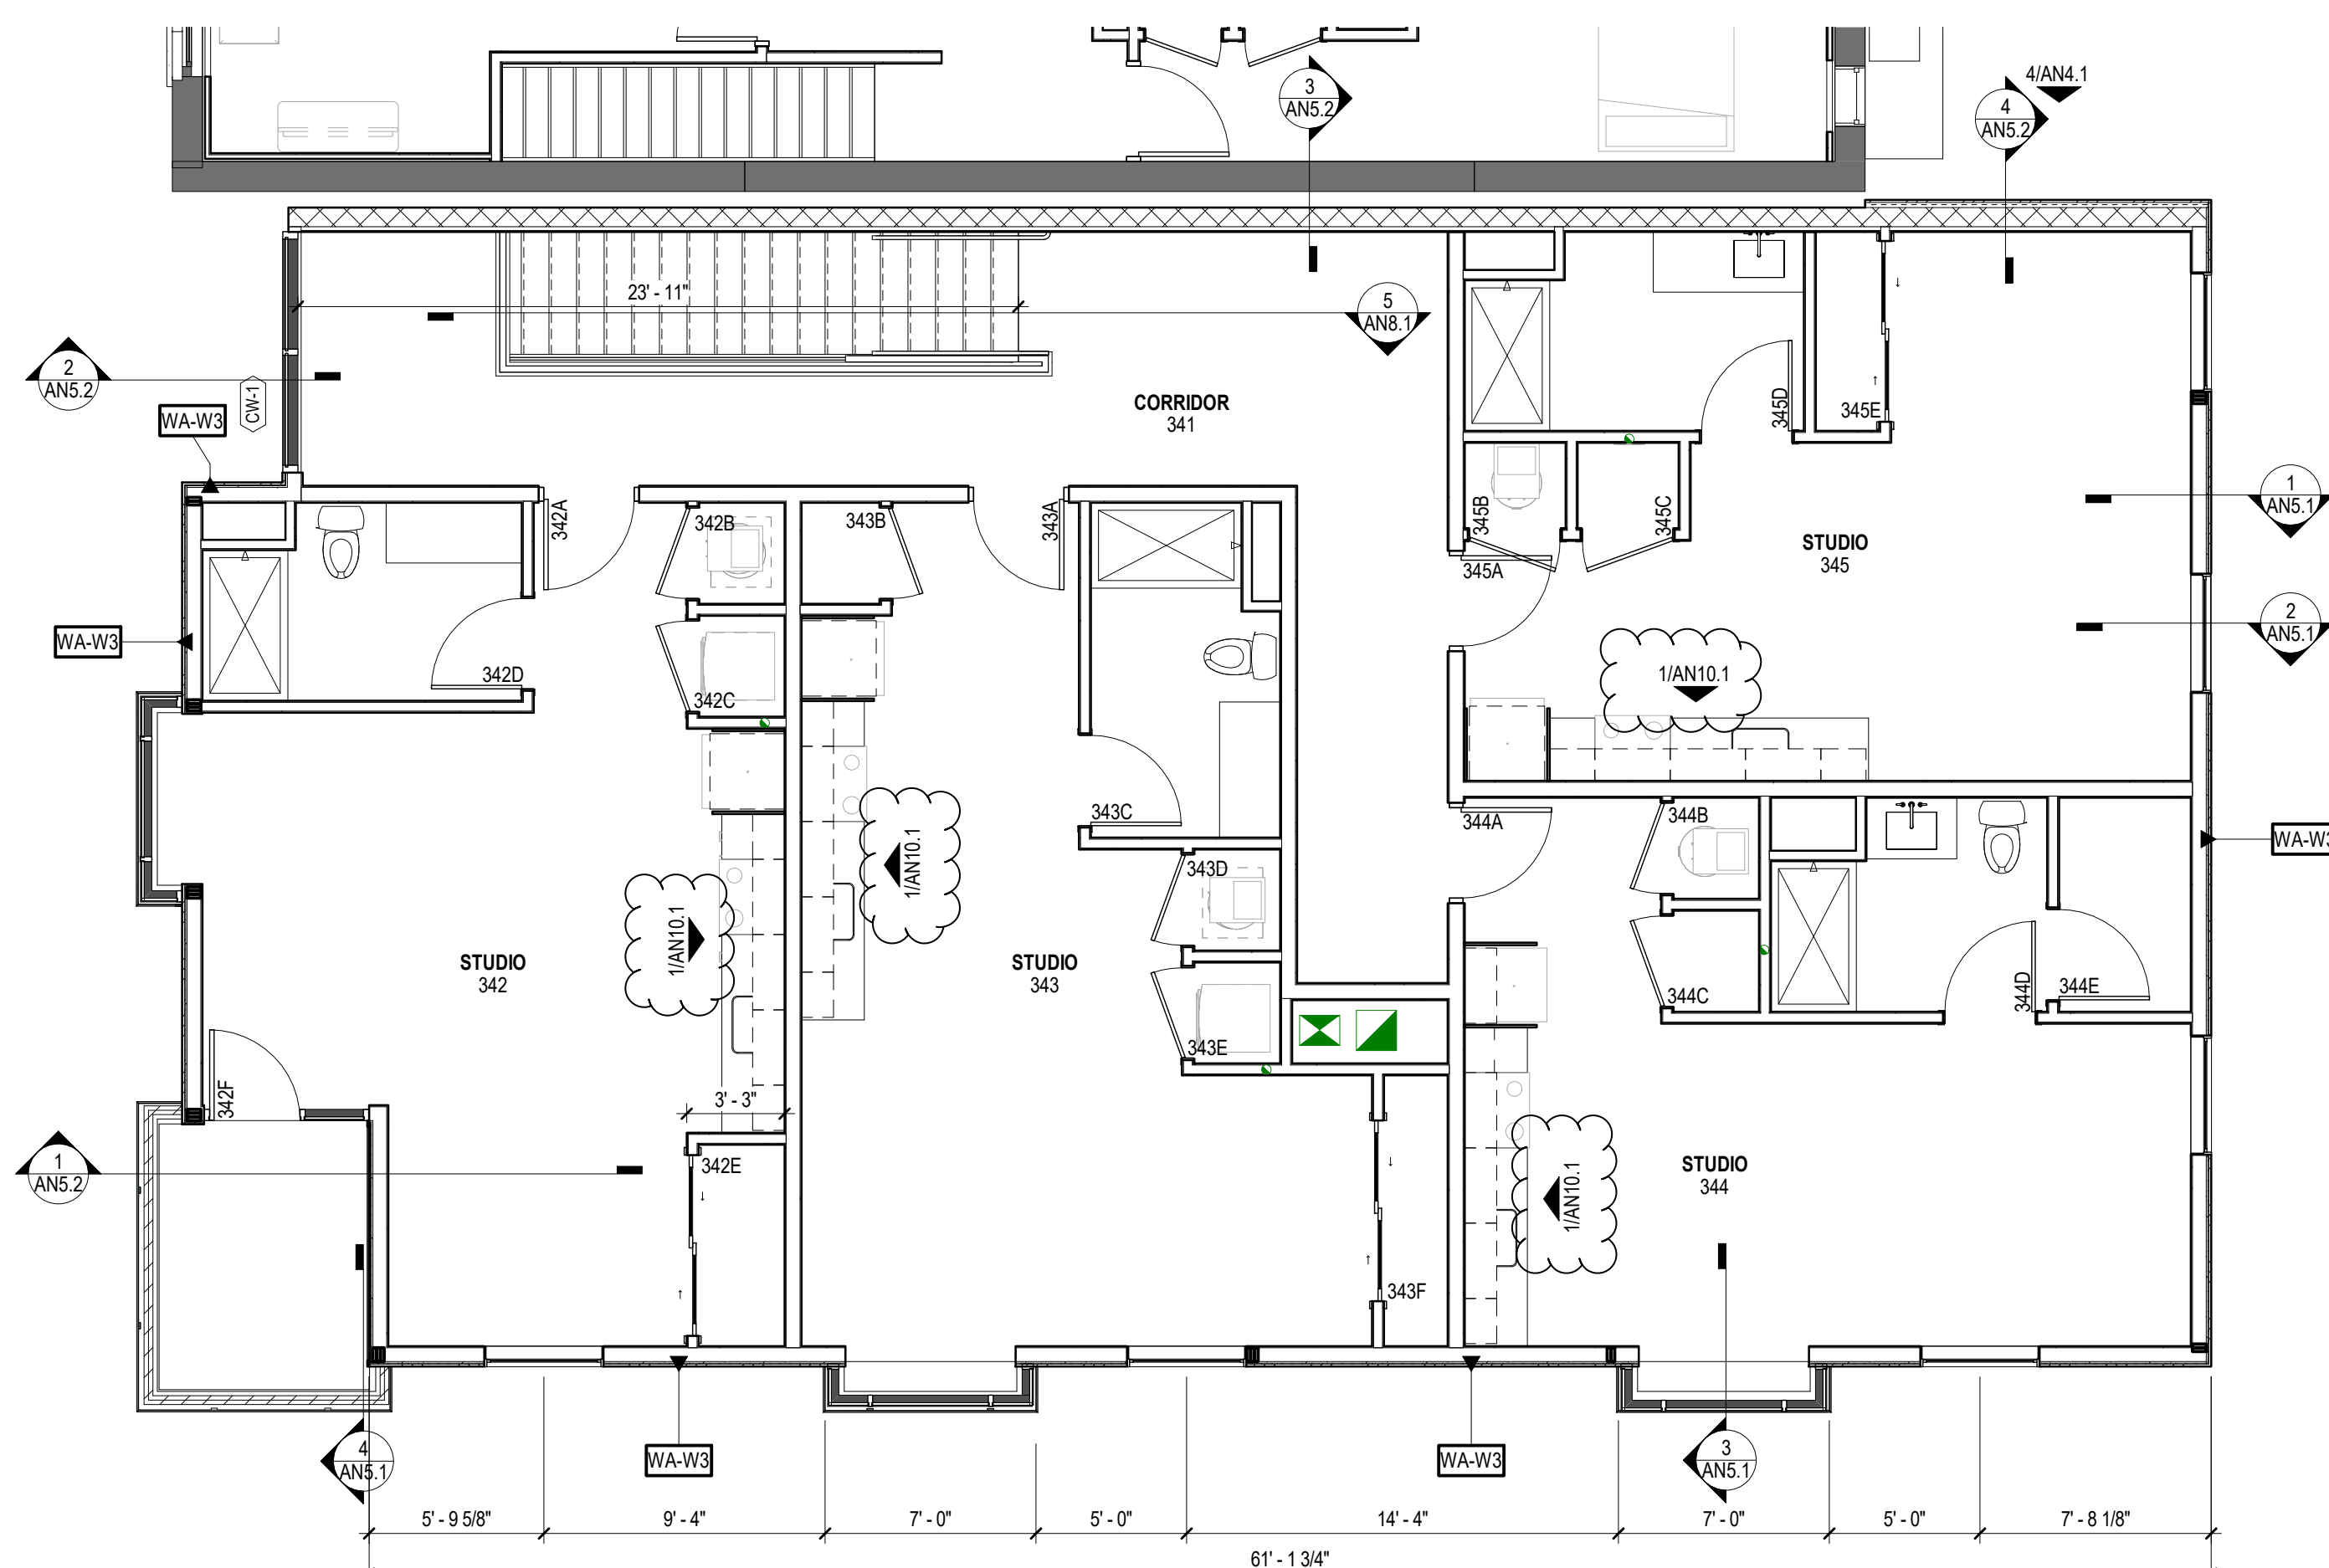 3
AN5.2
4/AN4.1
4
AN5.2
23' - 11"
5
AN8.1
2
AN5.2
CW-1
WA-W3
CORRIDOR
341
345D
345E
342A
342B
343B
343A
345B
345C
1
AN5.1
STUDIO
345
345A
2
AN5.1
WA-W3
342D
342C
1/AN10.1
343C
344A
344B
WA-W3
1/AN10.1
343D
1/AN10.1
STUDIO
342
STUDIO
343
344C
344D
344E
343E
342F
3' - 3"
342E
1
AN5.2
STUDIO
344
1/AN10.1
343F
4
AN5.1
WA-W3
WA-W3
3
AN5.1
5' - 9 5/8"
9' - 4"
7' - 0"
5' - 0"
14' - 4"
7' - 0"
5' - 0"
7' - 8 1/8"
61' - 1 3/4"